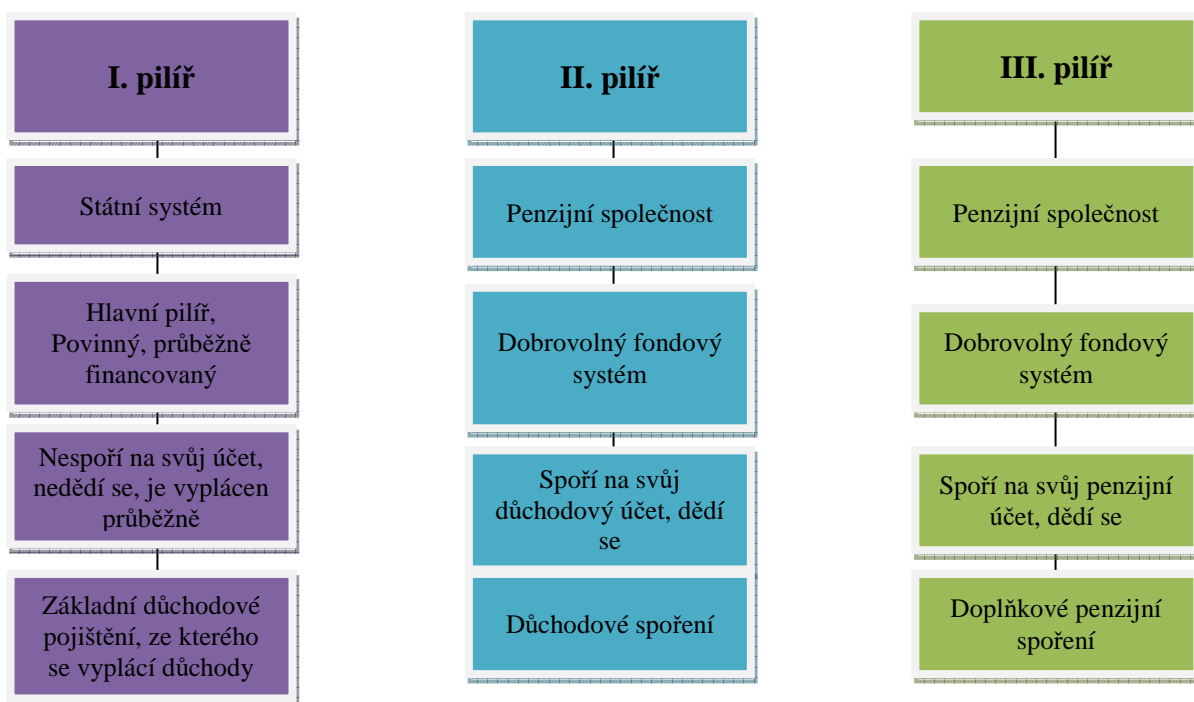 I. pilíř
Státní systém
Hlavní pilíř,
Povinný, průběžně
financovaný
Nespoří na svůj účet,
nedědí se, je vyplácen
průběžně
Základní důchodové
pojištění, ze kterého
se vyplácí důchody
II. pilíř
Penzijní společnost
Dobrovolný fondový
systém
Spoří na svůj
důchodový účet, dědí
se
Důchodové spoření
III. pilíř
Penzijní společnost
Dobrovolný fondový
systém
Spoří na svůj penzijní
účet, dědí se
Doplňkové penzijní
spoření